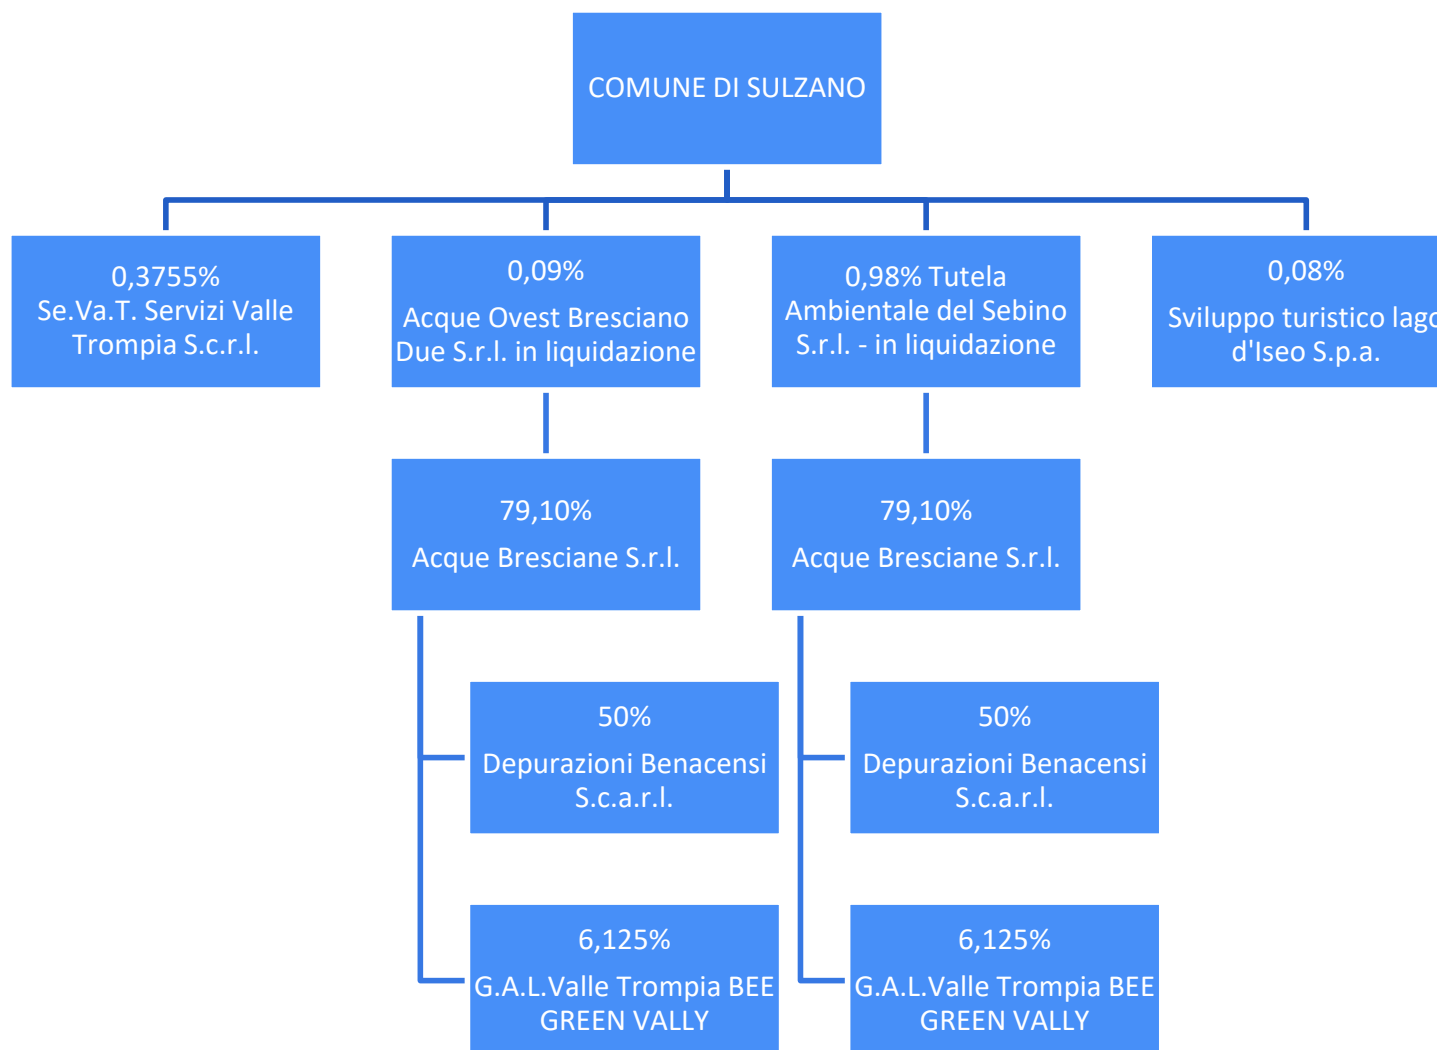 COMUNE DI SULZANO
0,3755%
Se.Va.T. Servizi Valle
Trompia S.c.r.l.
0,09%
Acque Ovest Bresciano
Due S.r.l. in liquidazione
0,98% Tutela
Ambientale del Sebino
S.r.l. - in liquidazione
0,08%
Sviluppo turistico lago
d'Iseo S.p.a.
79,10%
Acque Bresciane S.r.l.
79,10%
Acque Bresciane S.r.l.
50%
Depurazioni Benacensi
S.c.a.r.l.
50%
Depurazioni Benacensi
S.c.a.r.l.
6,125%
G.A.L.Valle Trompia BEE
GREEN VALLY
6,125%
G.A.L.Valle Trompia BEE
GREEN VALLY